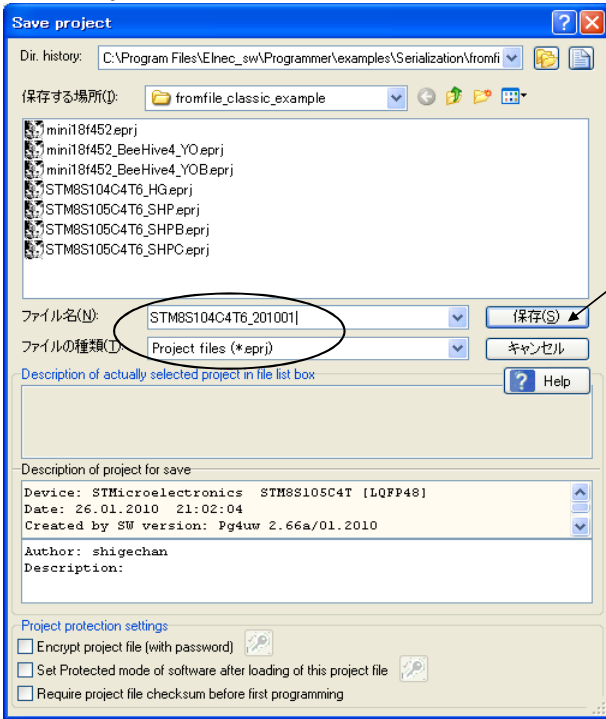 Save project
Dir. history: C:\Program Files\Elnec_sw\Programmer\examples\Serialization\fromfi
保存する場所(I): fromfile_classic_example
mini18f452.eprj
mini18f452_BeeHive4_YO.eprj
mini18f452_BeeHive4_YOB.eprj
STM8S104C4T6_HG.eprj
STM8S105C4T6_SHP.eprj
STM8S105C4T6_SHPB.eprj
STM8S105C4T6_SHPC.eprj
ファイル名(N): STM8S104C4T6_201001 保存(S)
ファイルの種類(T): Project files (*.eprj) キャンセル
Description of actually selected project in file list box
Help
Description of project for save
Device: STMicroelectronics STM8S105C4T [LQFP48]
Date: 26.01.2010 21:02:04
Created by SW version: Pg4uw 2.66a/01.2010
Author: shigechan
Description:
Project protection settings
Encrypt project file (with password)
Set Protected mode of software after loading of this project file
Require project file checksum before first programming